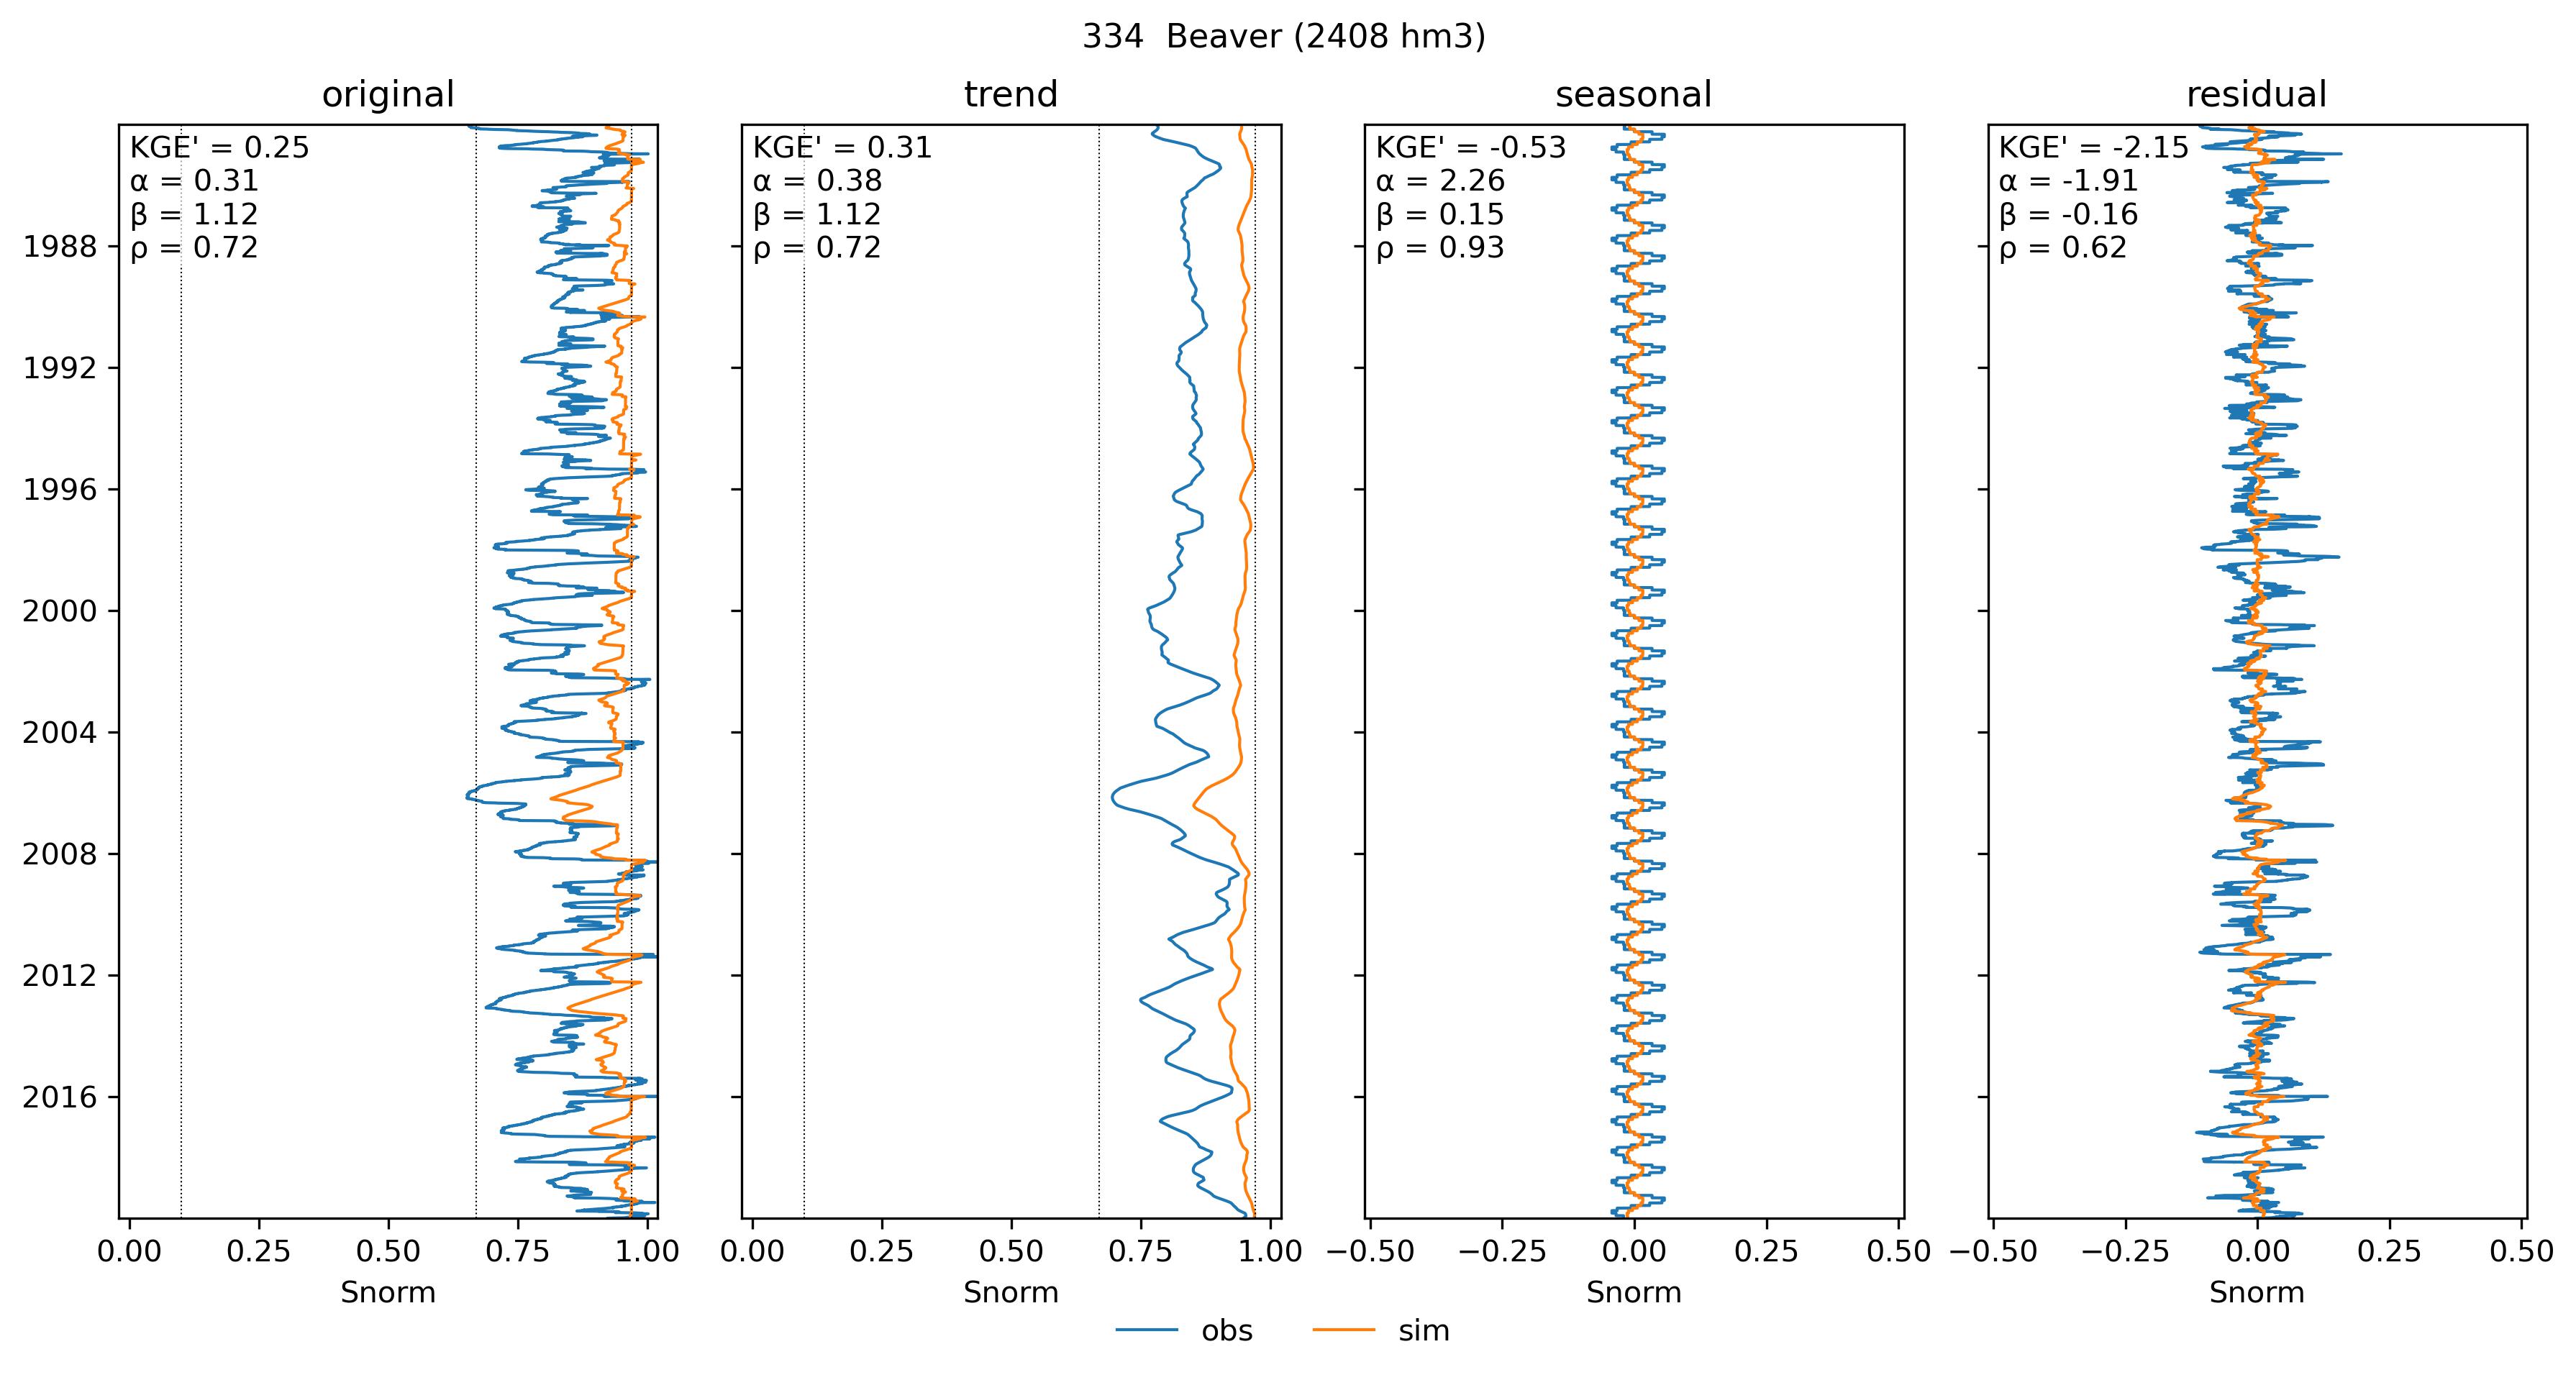 334  Beaver (2408 hm3)
original
trend
seasonal
residual
KGE' = 0.25
α = 0.31
β = 1.12
ρ = 0.72
KGE' = 0.31
α = 0.38
β = 1.12
ρ = 0.72
KGE' = -0.53
α = 2.26
β = 0.15
ρ = 0.93
KGE' = -2.15
α = -1.91
β = -0.16
ρ = 0.62
1988
1992
1996
2000
2004
2008
2012
2016
0.00 0.25 0.50 0.75 1.00
0.00 0.25 0.50 0.75 1.00
−0.50 −0.25 0.00 0.25 0.50
−0.50 −0.25 0.00 0.25 0.50
Snorm
Snorm
Snorm
Snorm
obs
sim